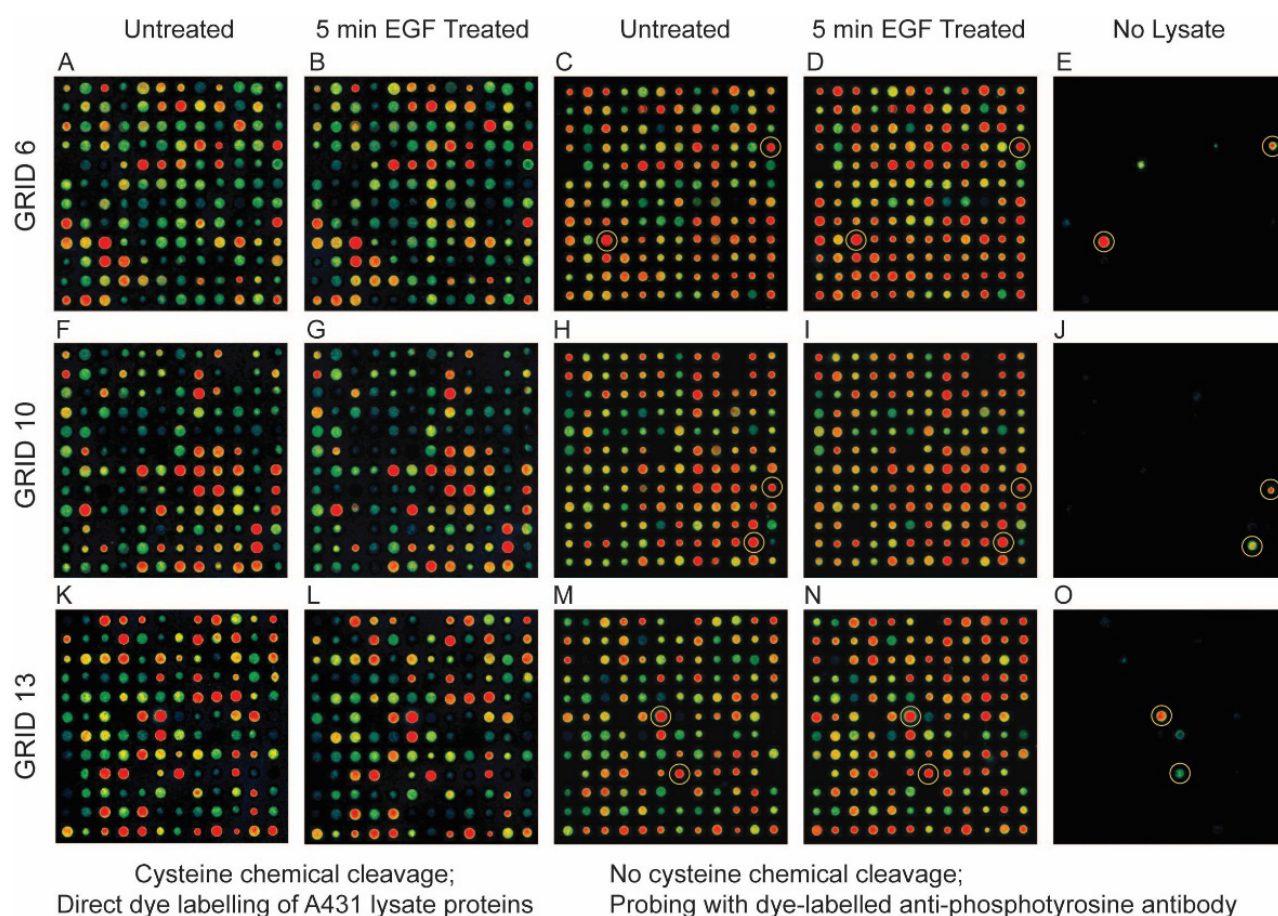 Untreated 5 min EGF Treated Untreated 5 min EGF Treated No Lysate
A B C D E
GRID 6
F G H I J
GRID 10
K L M N O
GRID 13
Cysteine chemical cleavage; No cysteine chemical cleavage;
Direct dye labelling of A431 lysate proteins Probing with dye-labelled anti-phosphotyrosine antibody